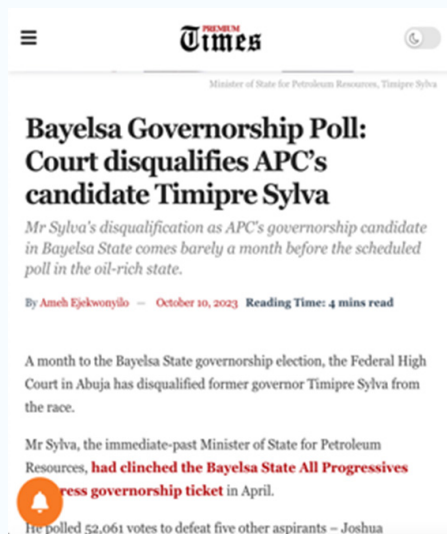 PREMIUM
Times
Minister of State for Petroleum Resources, Timipre Sylva
Bayelsa Governorship Poll:
Court disqualifies APC's
candidate Timipre Sylva
Mr Sylva's disqualification as APC's governorship candidate
in Bayelsa State comes barely a month before the scheduled
poll in the oil-rich state.
By Ameh Ejekwonyilo — October 10, 2023 Reading Time: 4 mins read
A month to the Bayelsa State governorship election, the Federal High
Court in Abuja has disqualified former governor Timipre Sylva from
the race.
Mr Sylva, the immediate-past Minister of State for Petroleum
Resources, had clinched the Bayelsa State All Progressives
ress governorship ticket in April.
He polled 52,061 votes to defeat five other aspirants – Joshua